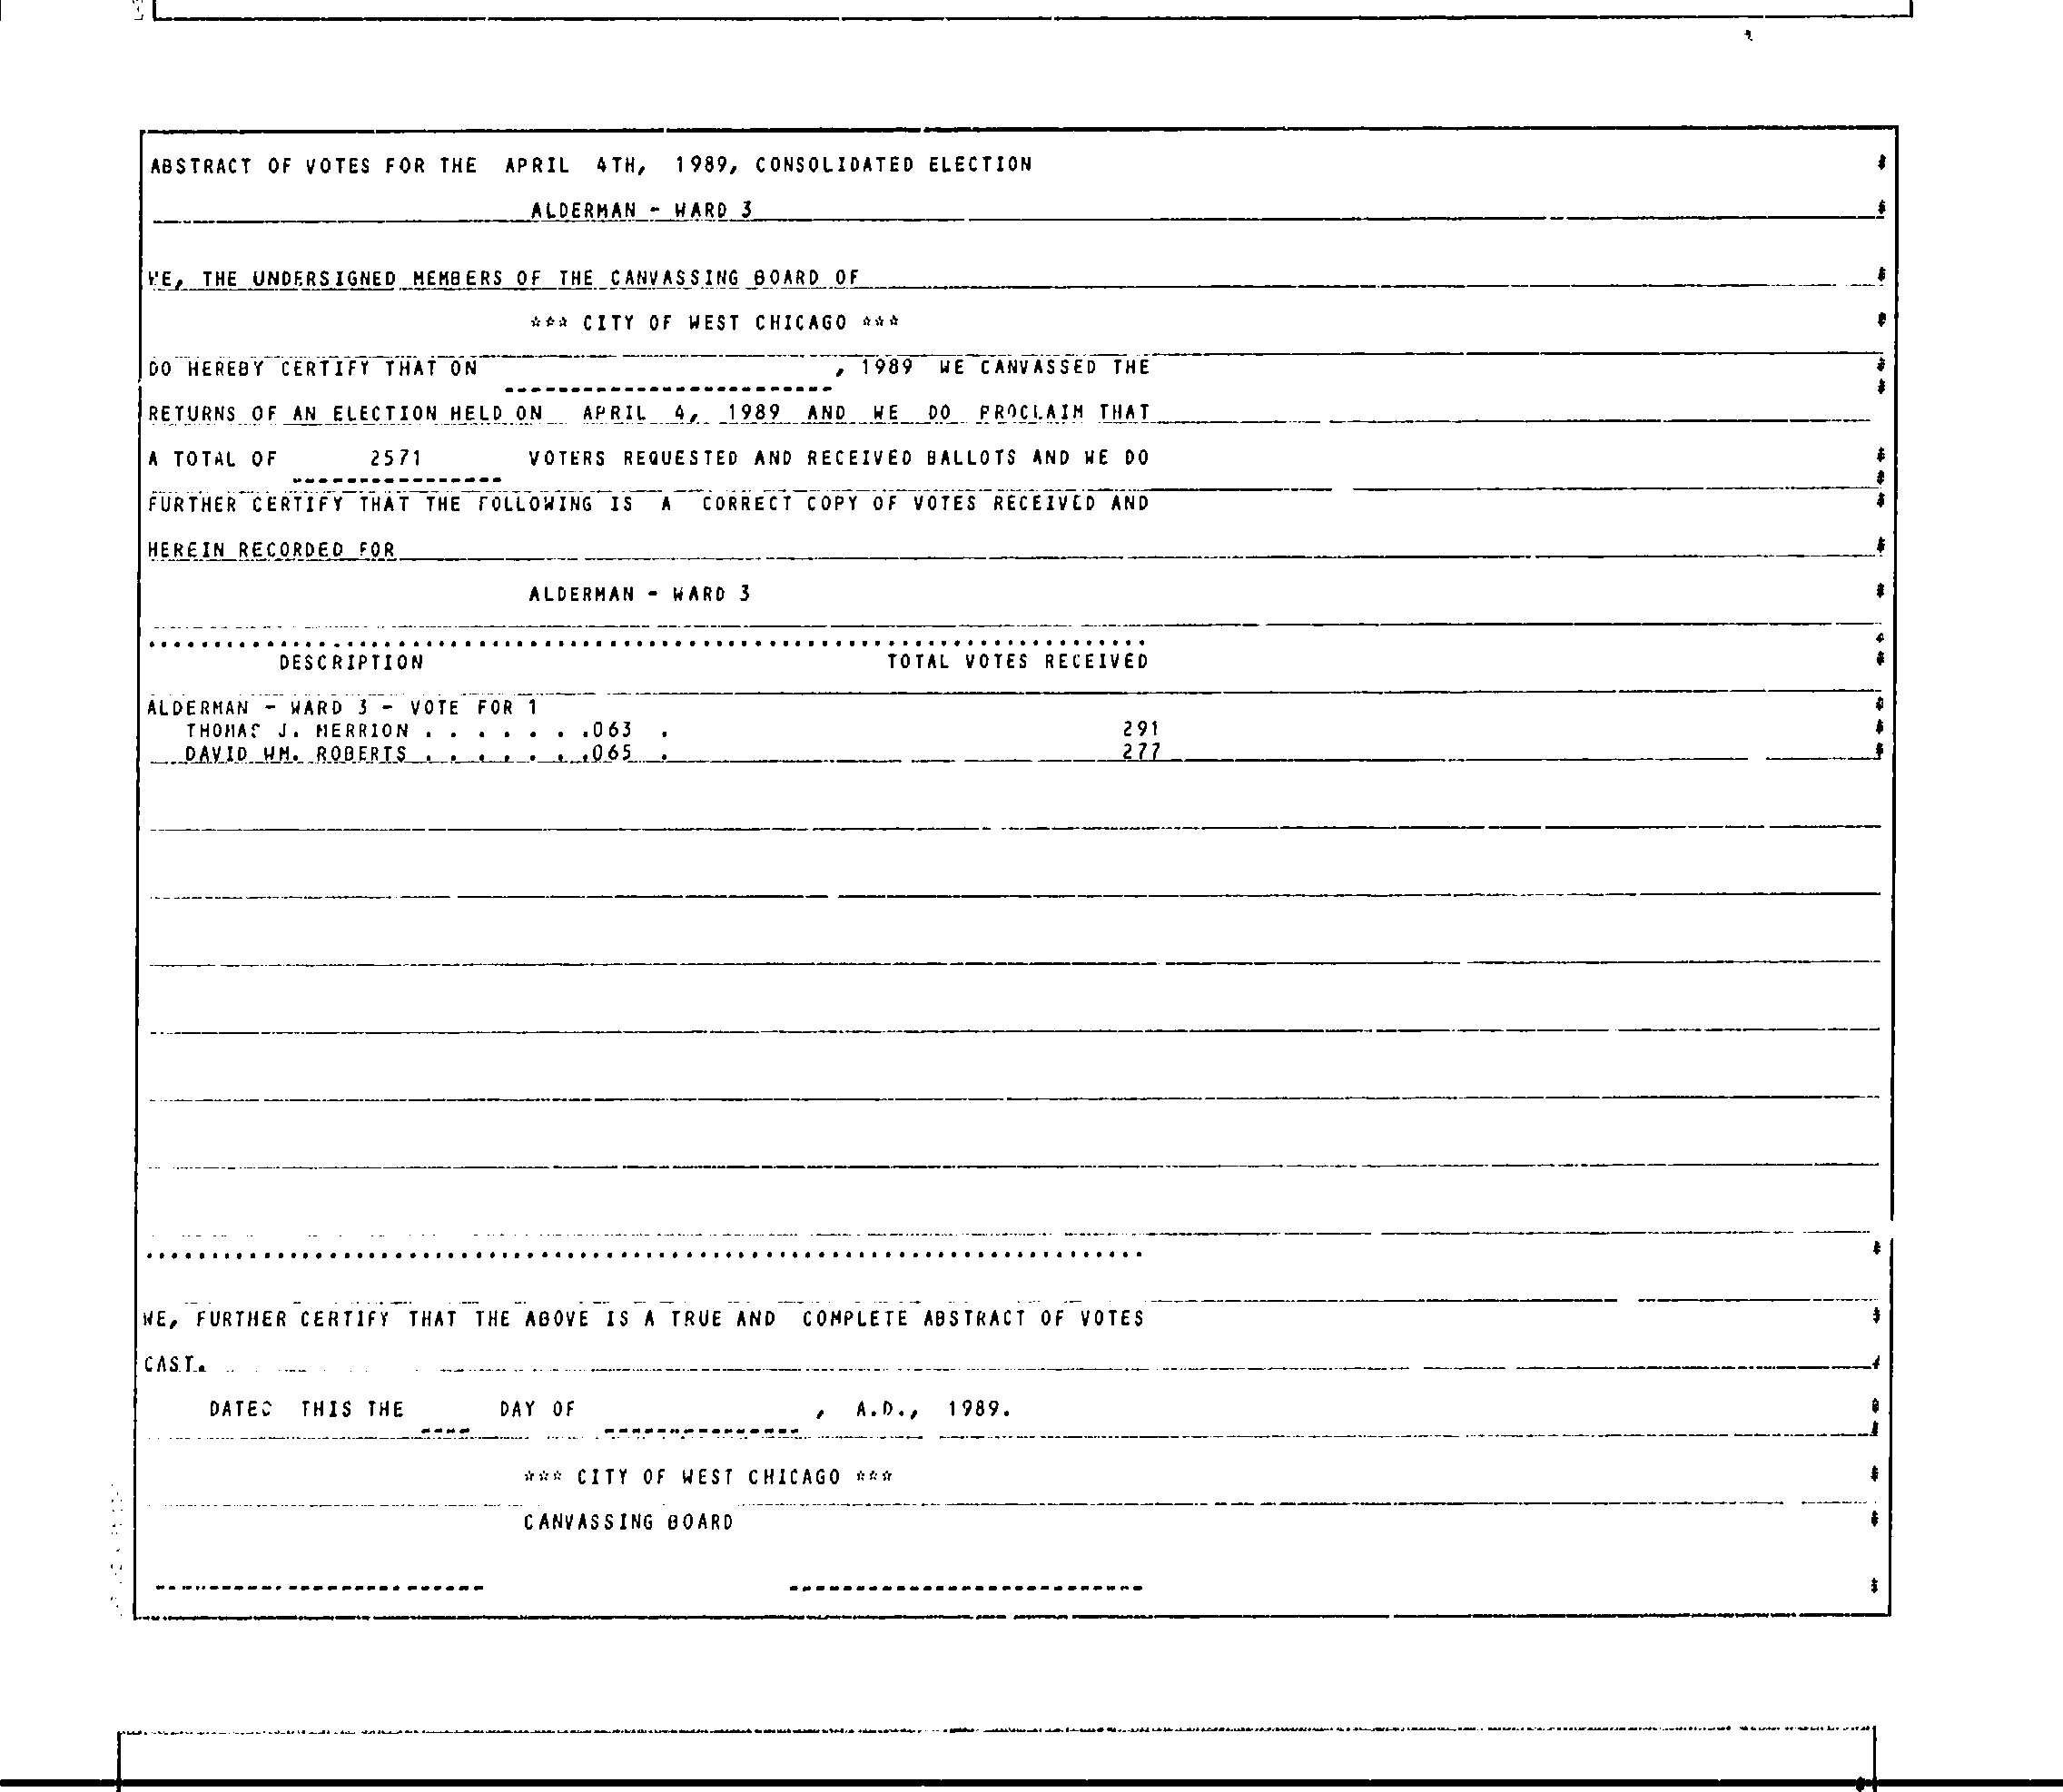 ABSTRACT OF VOTES FOR THE APRIL 4TH, 1989, CONSOLIDATED ELECTION
ALDERMAN - WARD 3
WE, THE UNDERSIGNED MEMBERS OF THE CANVASSING BOARD OF
*** CITY OF WEST CHICAGO ***
DO HEREBY CERTIFY THAT ON , 1989 WE CANVASSED THE
RETURNS OF AN ELECTION HELD ON APRIL 4, 1989 AND WE DO PROCLAIM THAT
A TOTAL OF 2571 VOTERS REQUESTED AND RECEIVED BALLOTS AND WE DO
FURTHER CERTIFY THAT THE FOLLOWING IS A CORRECT COPY OF VOTES RECEIVED AND
HEREIN RECORDED FOR
ALDERMAN - WARD 3
DESCRIPTION TOTAL VOTES RECEIVED
ALDERMAN - WARD 3 - VOTE FOR 1
THOMAS J. MERRION . . . . . . .063 . 291
DAVID WM. ROBERTS . . . . . . .065 . 277
WE, FURTHER CERTIFY THAT THE ABOVE IS A TRUE AND COMPLETE ABSTRACT OF VOTES
CAST.
DATED THIS THE DAY OF , A.D., 1989.
*** CITY OF WEST CHICAGO ***
CANVASSING BOARD